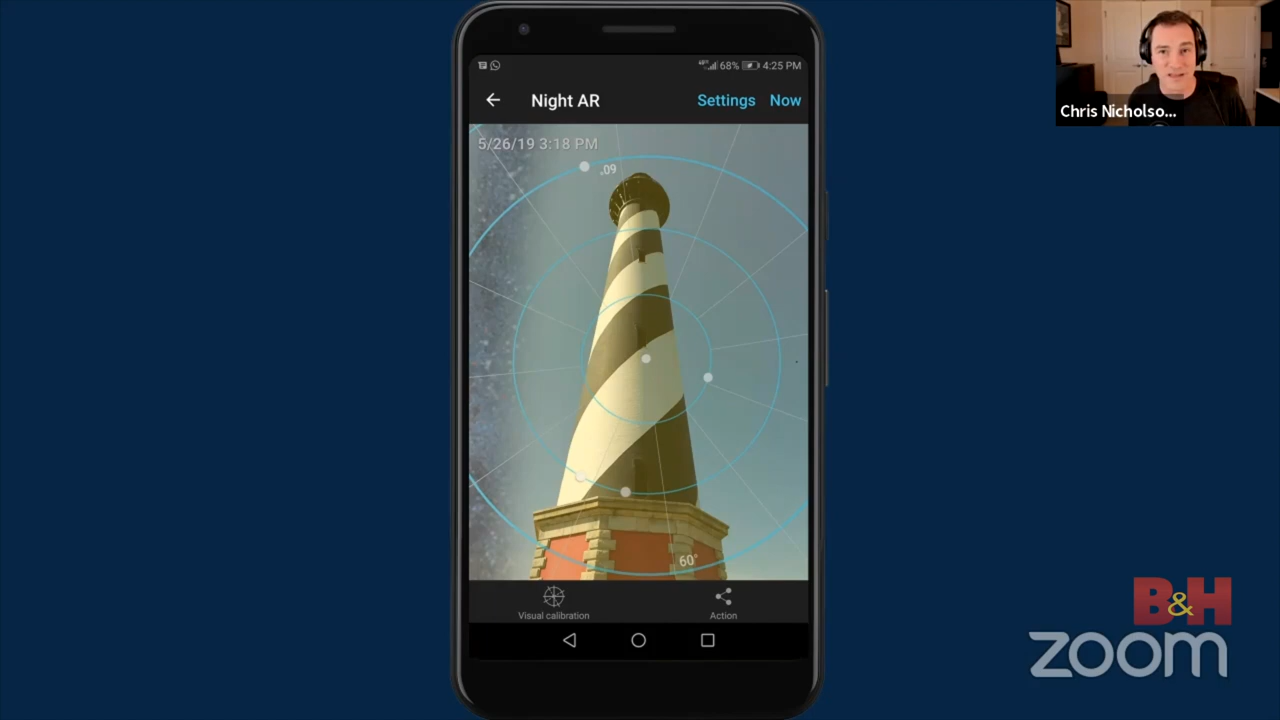 68% 4:25 PM
Night AR Settings Now
5/26/19 3:18 PM
60°
60°
Visual calibration Action
Chris Nicholso...
B&H
zoom